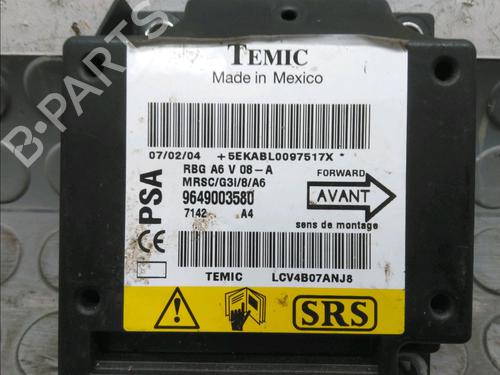 TEMIC
Made in Mexico
07/02/04 +5EKABL0097517X
RBG A6 V 08-A
MRSC/G3I/8/A6
9649003580
7142 A4
PSA
CE
FORWARD
AVANT
sens de montage
TEMIC LCV4B07ANJ8
SRS
B-Parts